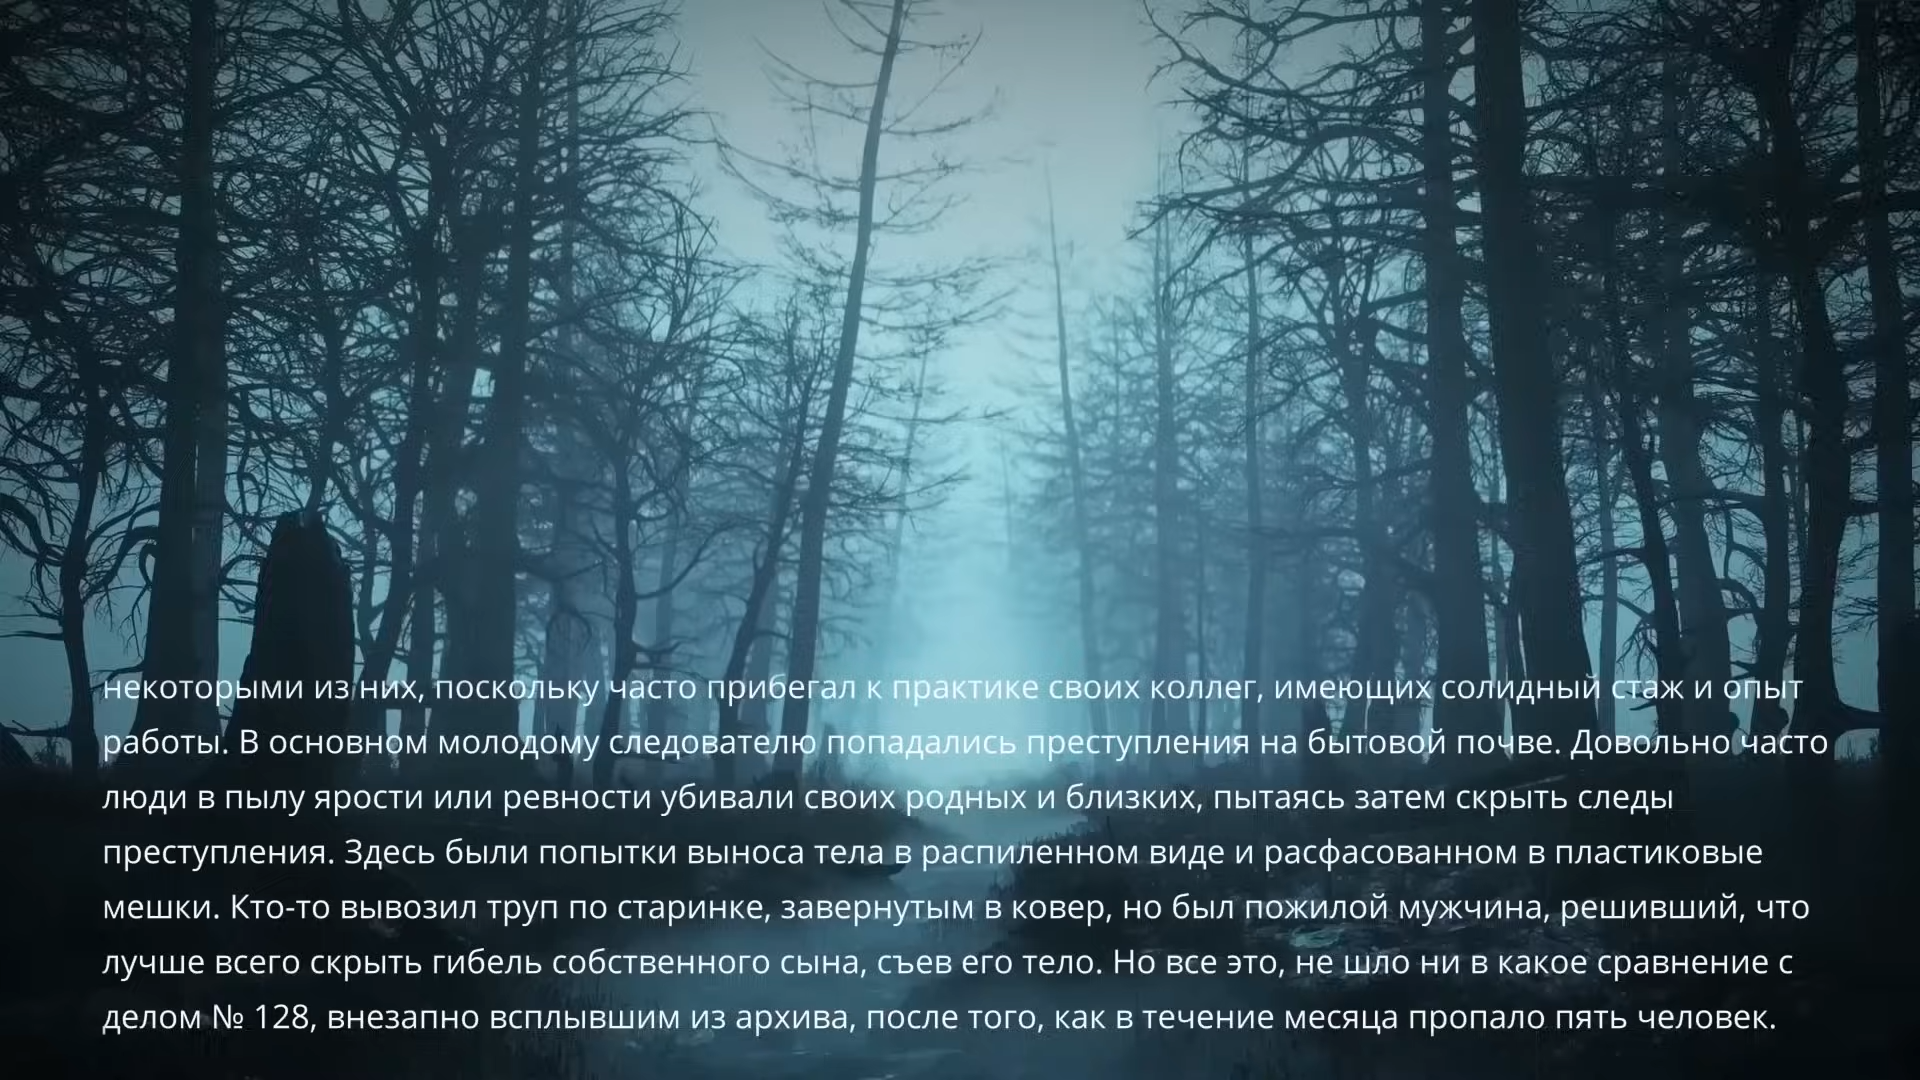 некоторыми из них, поскольку часто прибегал к практике своих коллег, имеющих солидный стаж и опыт
работы. В основном молодому следователю попадались преступления на бытовой почве. Довольно часто
люди в пылу ярости или ревности убивали своих родных и близких, пытаясь затем скрыть следы
преступления. Здесь были попытки выноса тела в распиленном виде и расфасованном в пластиковые
мешки. Кто-то вывозил труп по старинке, завернутым в ковер, но был пожилой мужчина, решивший, что
лучше всего скрыть гибель собственного сына, съев его тело. Но все это, не шло ни в какое сравнение с
делом № 128, внезапно всплывшим из архива, после того, как в течение месяца пропало пять человек.